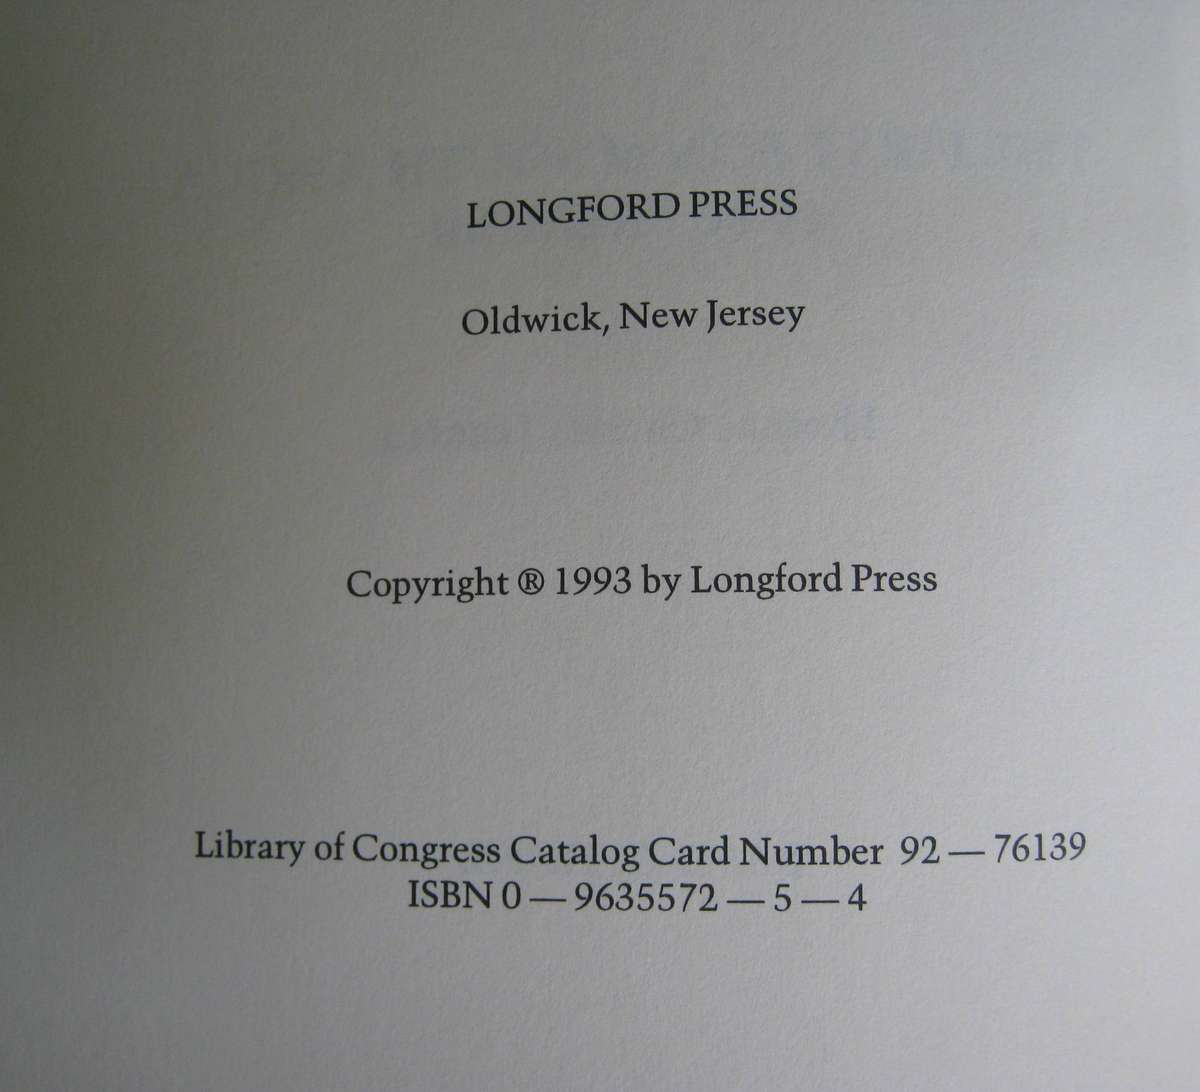 LONGFORD PRESS
Oldwick, New Jersey
Copyright ® 1993 by Longford Press
Library of Congress Catalog Card Number 92 — 76139
ISBN 0 — 9635572 — 5 — 4